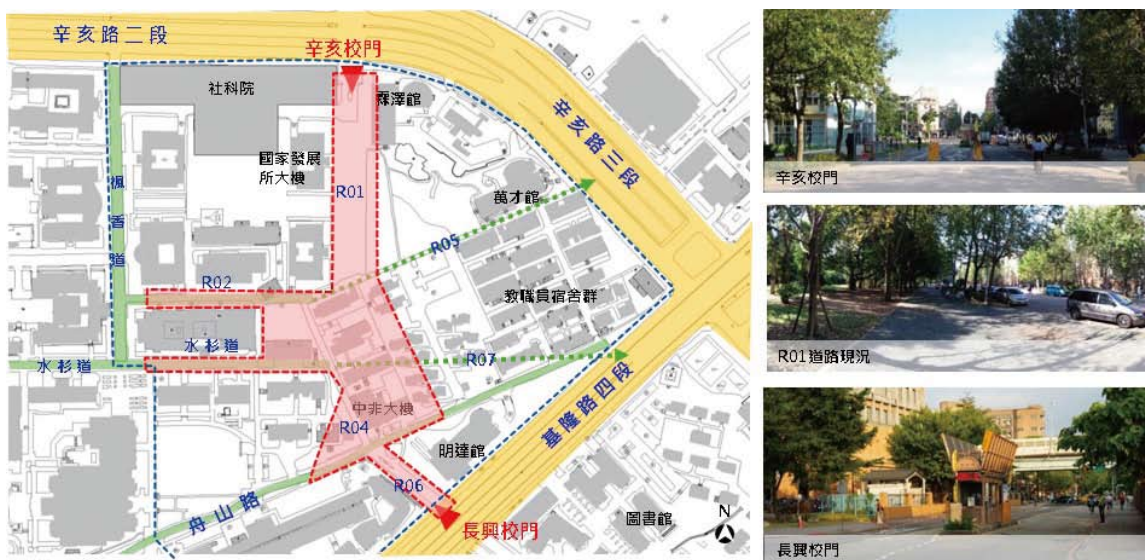 辛亥路二段
辛亥校門
社科院
霖澤館
國家發展
所大樓
辛亥路三段
楓香道
R01
萬才館
R05
R02
教職員宿舍群
水杉道
水杉道
R07
中非大樓
R04
基隆路四段
明達館
R06
舟山路
長興校門
圖書館
N
辛亥校門
R01道路現況
長興校門